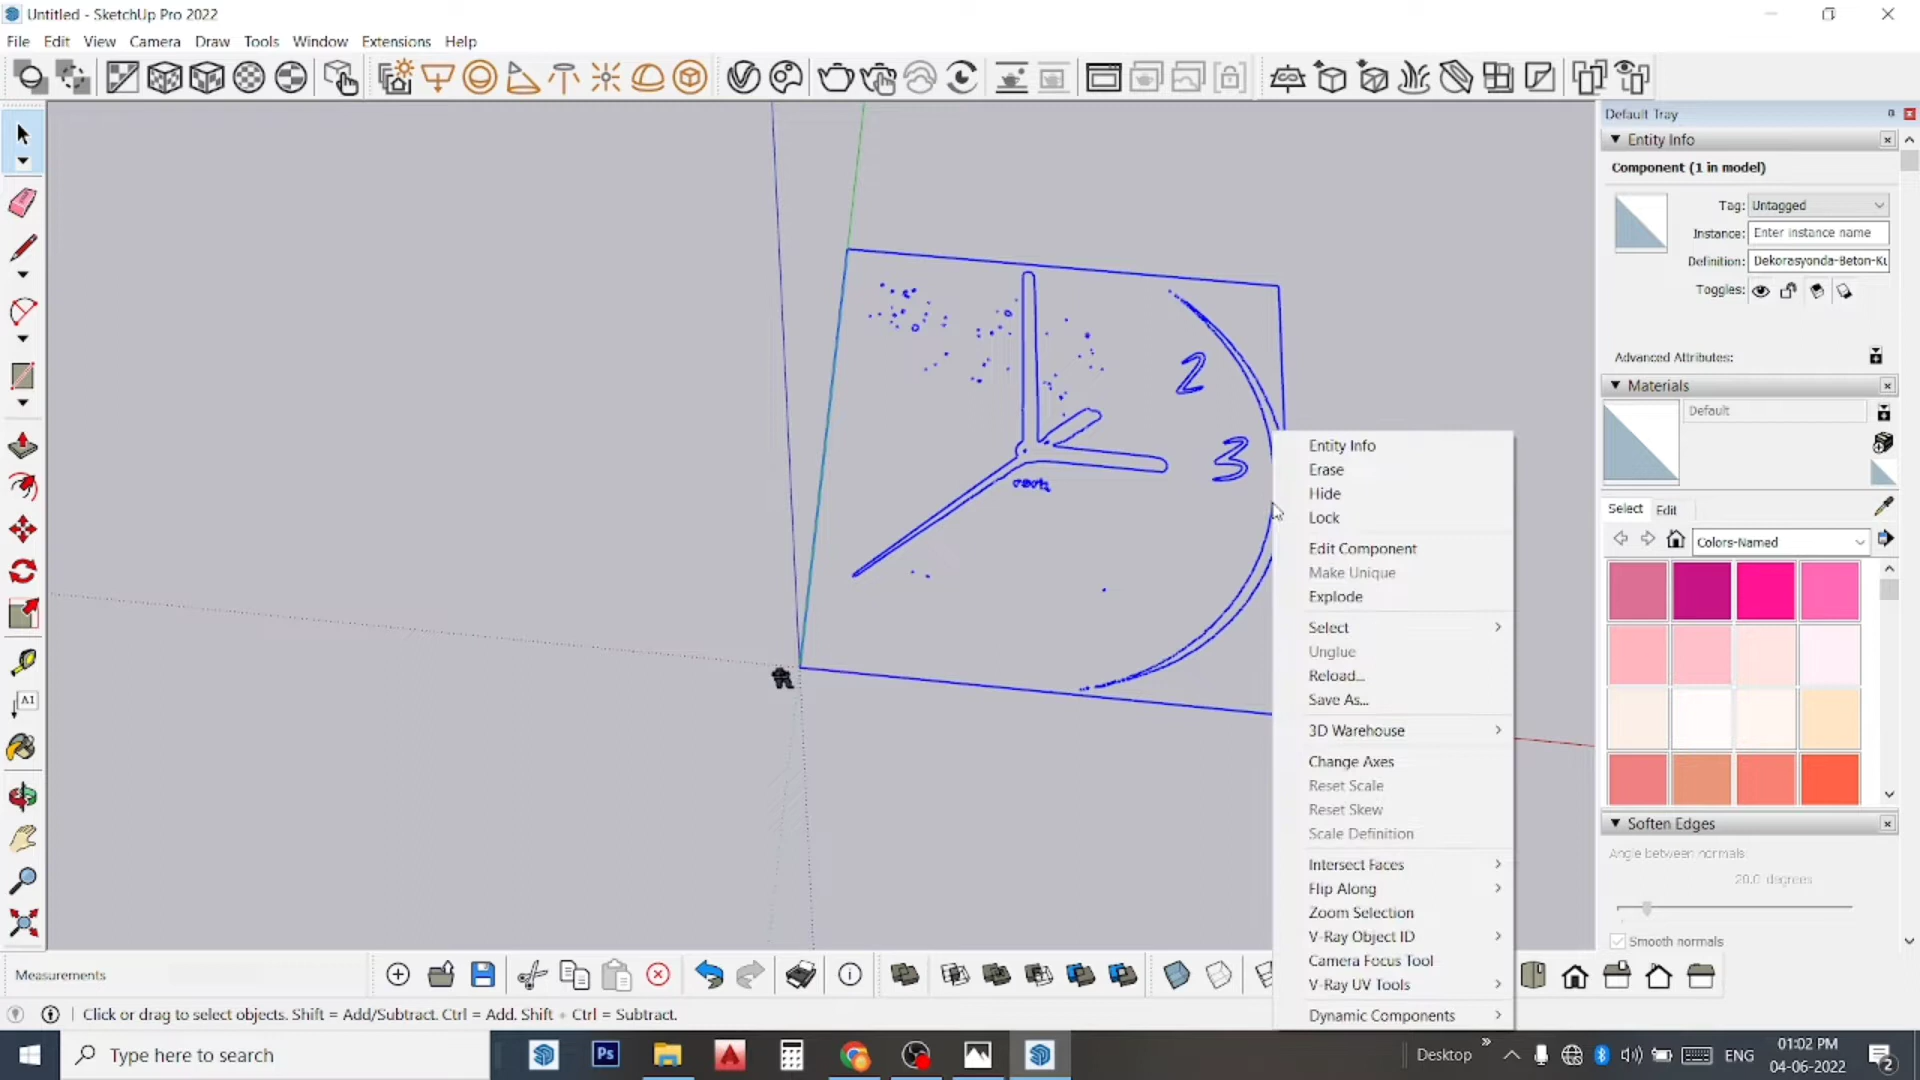 Untitled - SketchUp Pro 2022
File Edit View Camera Draw Tools Window Extensions Help
Default Tray
Entity Info
Component (1 in model)
Tag: Untagged
Instance: Enter instance name
Definition: Dekorasyonda-Beton-Ku
Toggles:
Advanced Attributes:
Materials
Default
Select Edit
Colors-Named
Soften Edges
Angle between normals:
20.0 degrees
Smooth normals
2
3
Entity Info
Erase
Hide
Lock
Edit Component
Make Unique
Explode
Select
Unglue
Reload...
Save As...
3D Warehouse
Change Axes
Reset Scale
Reset Skew
Scale Definition
Intersect Faces
Flip Along
Zoom Selection
V-Ray Object ID
Camera Focus Tool
V-Ray UV Tools
Dynamic Components
A1
Measurements
Click or drag to select objects. Shift = Add/Subtract. Ctrl = Add. Shift + Ctrl = Subtract.
Type here to search
Ps
Desktop
ENG
01:02 PM
04-06-2022
2